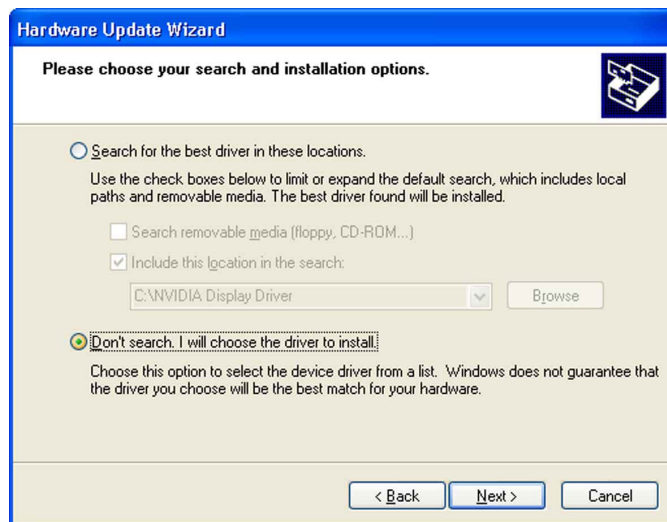 Hardware Update Wizard
Please choose your search and installation options.
Search for the best driver in these locations.
Use the check boxes below to limit or expand the default search, which includes local
paths and removable media. The best driver found will be installed.
Search removable media (floppy, CD-ROM...)
Include this location in the search:
C:\NVIDIA Display Driver
Browse
Don't search. I will choose the driver to install.
Choose this option to select the device driver from a list. Windows does not guarantee that
the driver you choose will be the best match for your hardware.
< Back Next > Cancel